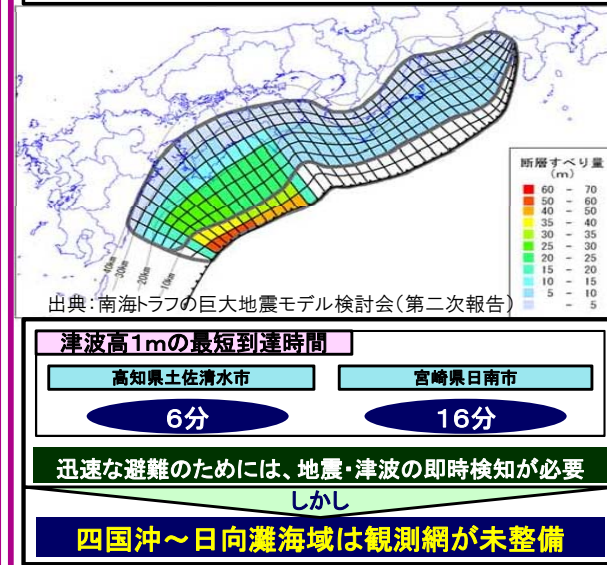 40km
30km
20km
10km
断層すべり量
(m)
60 - 70
50 - 60
40 - 50
35 - 40
30 - 35
25 - 30
20 - 25
15 - 20
10 - 15
5 - 10
- 5
出典:南海トラフの巨大地震モデル検討会(第二次報告)
津波高1mの最短到達時間
高知県土佐清水市
宮崎県日南市
6分
16分
迅速な避難のためには、地震・津波の即時検知が必要
しかし
四国沖～日向灘海域は観測網が未整備